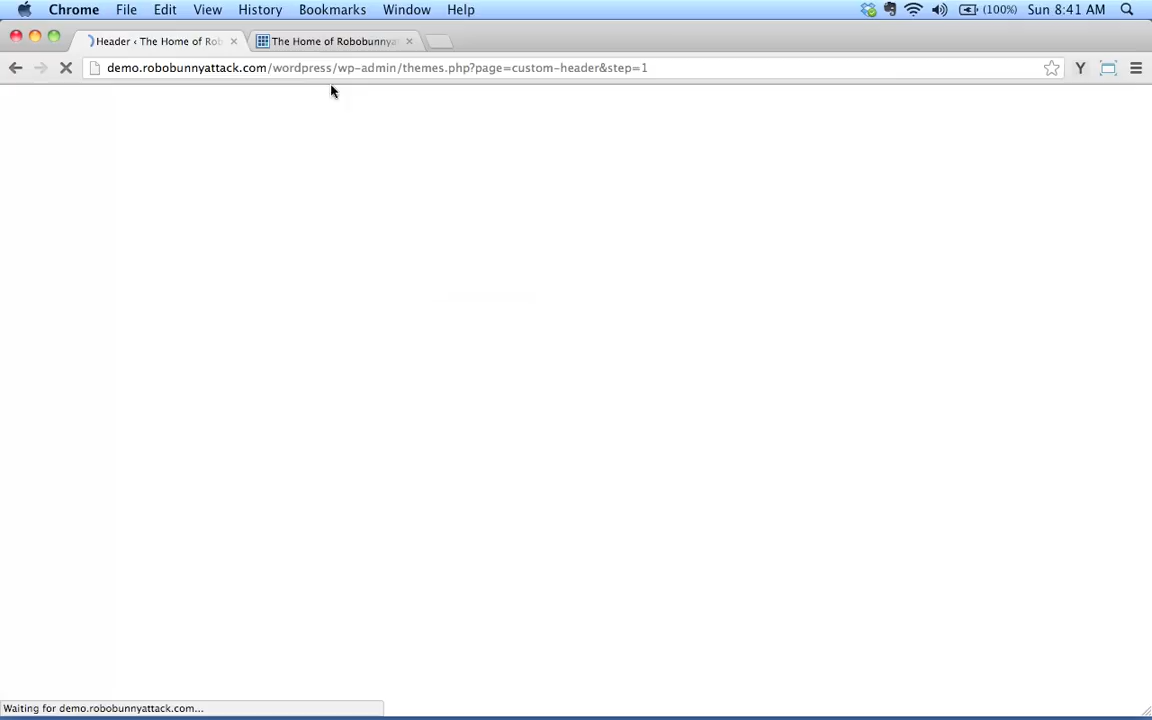 Chrome File Edit View History Bookmarks Window Help (100%) Sun 8:41 AM
Header ‹ The Home of Rob The Home of Robobunnya
demo.robobunnyattack.com/wordpress/wp-admin/themes.php?page=custom-header&step=1 Y
Waiting for demo.robobunnyattack.com...